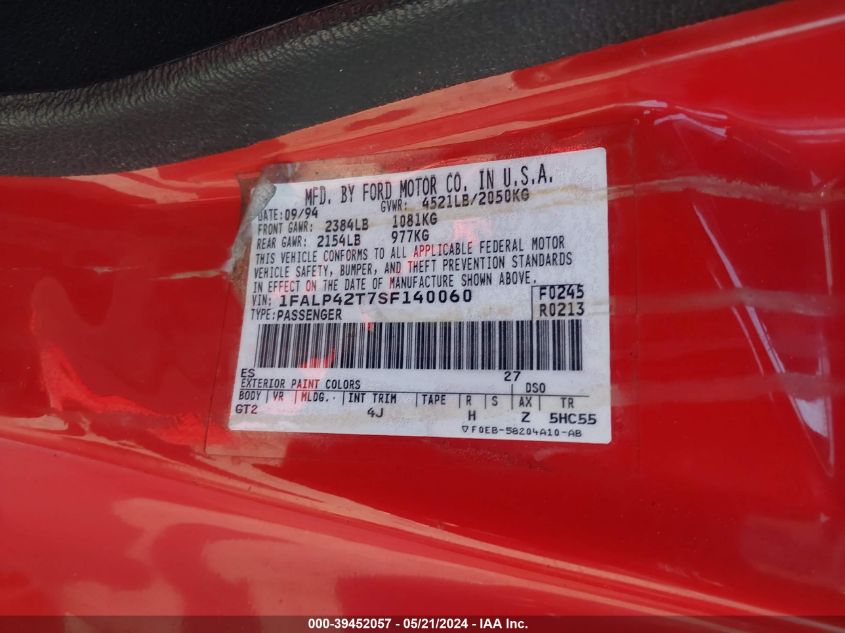 MFD. BY FORD MOTOR CO. IN U.S.A.
DATE: 09/94 GVWR: 4521LB/2050KG
FRONT GAWR: 2384LB 1081KG
REAR GAWR: 2154LB 977KG
THIS VEHICLE CONFORMS TO ALL APPLICABLE FEDERAL MOTOR
VEHICLE SAFETY, BUMPER, AND THEFT PREVENTION STANDARDS
IN EFFECT ON THE DATE OF MANUFACTURE SHOWN ABOVE.
VIN: 1FALP42T7SF140060 F0245
TYPE: PASSENGER R0213
ES 27
EXTERIOR PAINT COLORS DSO
BODY VR MLDG. INT TRIM TAPE R S AX TR
GT2 4J H Z 5HC55
▽F0EB-58204A10-AB
000-39452057 - 05/21/2024 - IAA Inc.